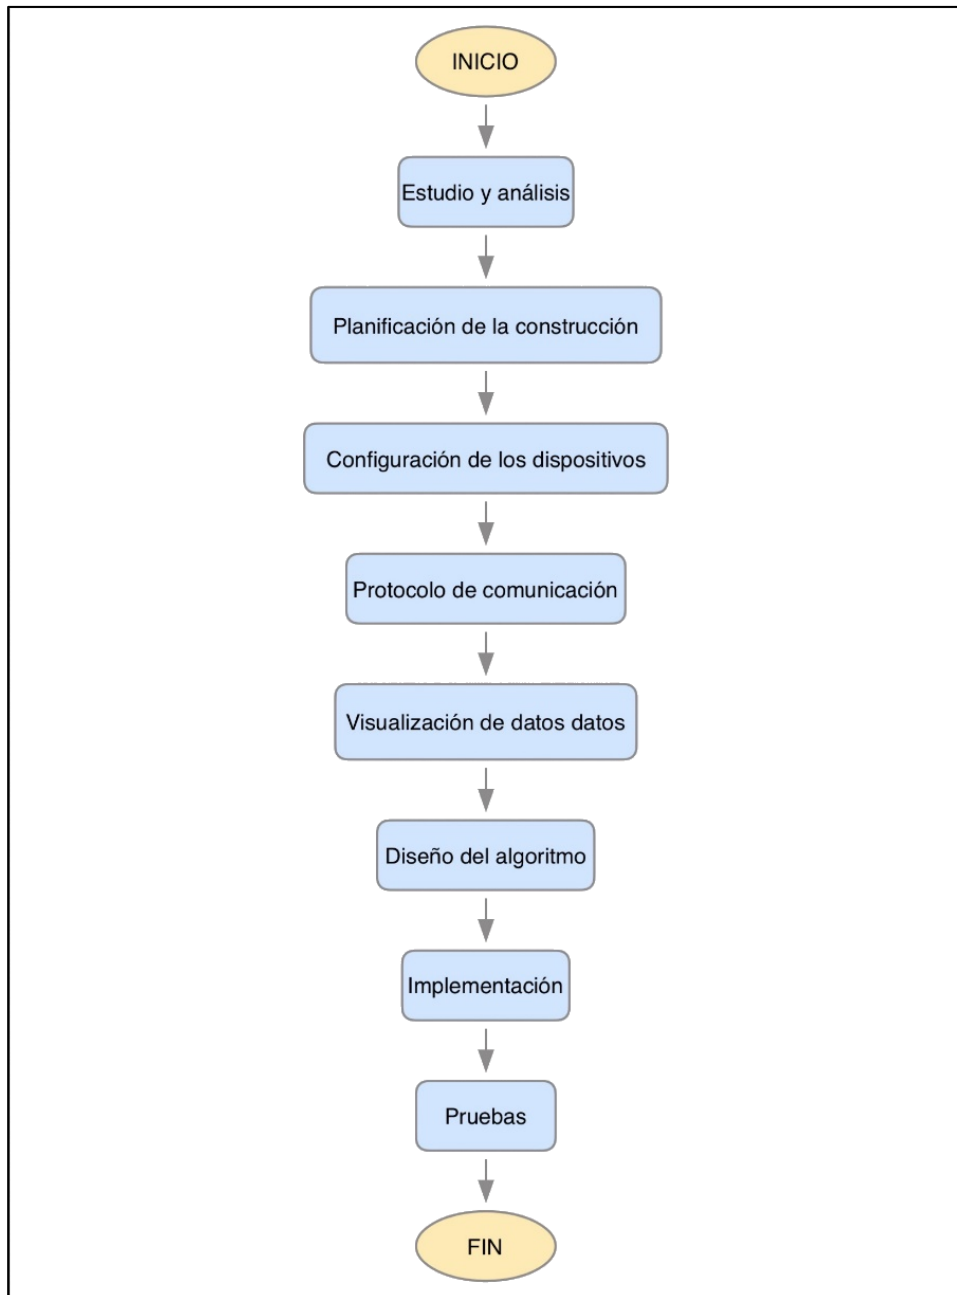 INICIO
Estudio y análisis
Planificación de la construcción
Configuración de los dispositivos
Protocolo de comunicación
Visualización de datos datos
Diseño del algoritmo
Implementación
Pruebas
FIN